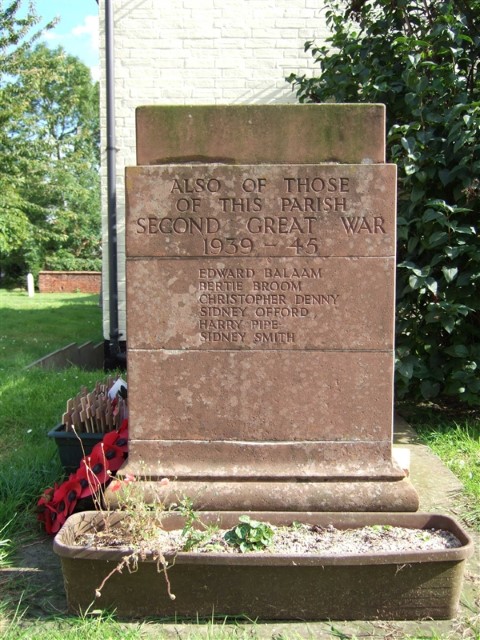 ALSO OF THOSE
OF THIS PARISH
SECOND GREAT WAR
1939-45
EDWARD BALAAM
BERTIE BROOM
CHRISTOPHER DENNY
SIDNEY OFFORD
HARRY PIPE
SIDNEY SMITH